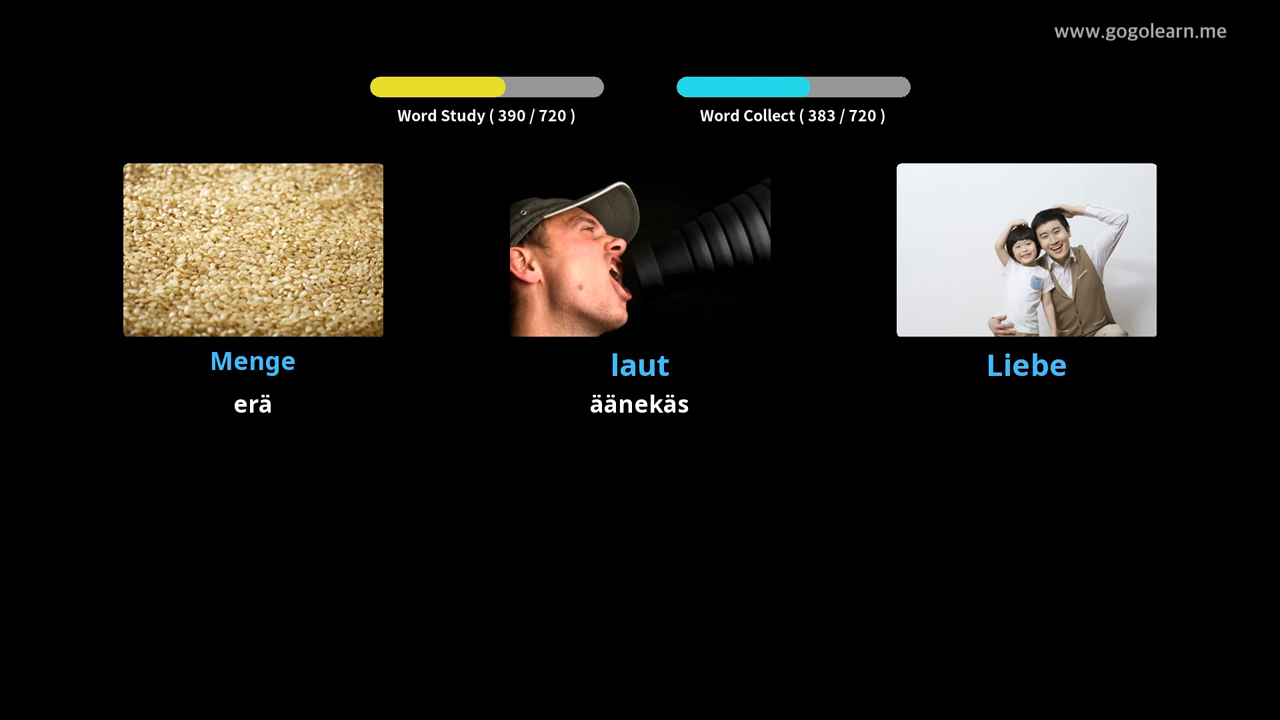 www.gogolearn.me
Word Study ( 390 / 720 )
Word Collect ( 383 / 720 )
Menge
laut
Liebe
erä
äänekäs